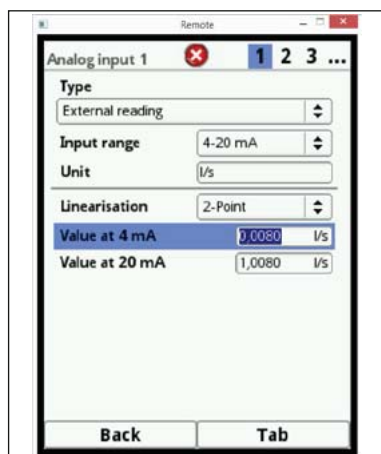 Remote
Analog input 1 1 2 3 ...
Type
External reading
Input range 4-20 mA
Unit l/s
Linearisation 2-Point
Value at 4 mA 0,0080 l/s
Value at 20 mA 1,0080 l/s
Back Tab